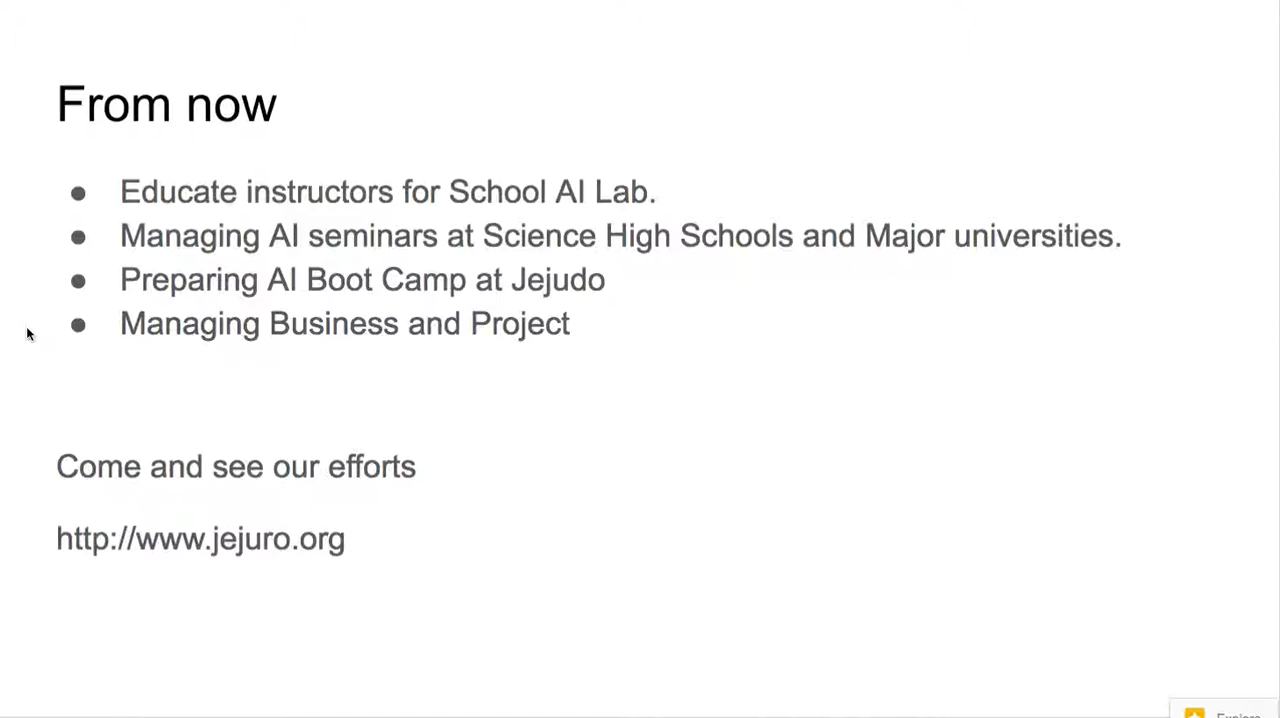 From now
● Educate instructors for School AI Lab.
● Managing AI seminars at Science High Schools and Major universities.
● Preparing AI Boot Camp at Jejudo
● Managing Business and Project
Come and see our efforts
http://www.jejuro.org
Explore